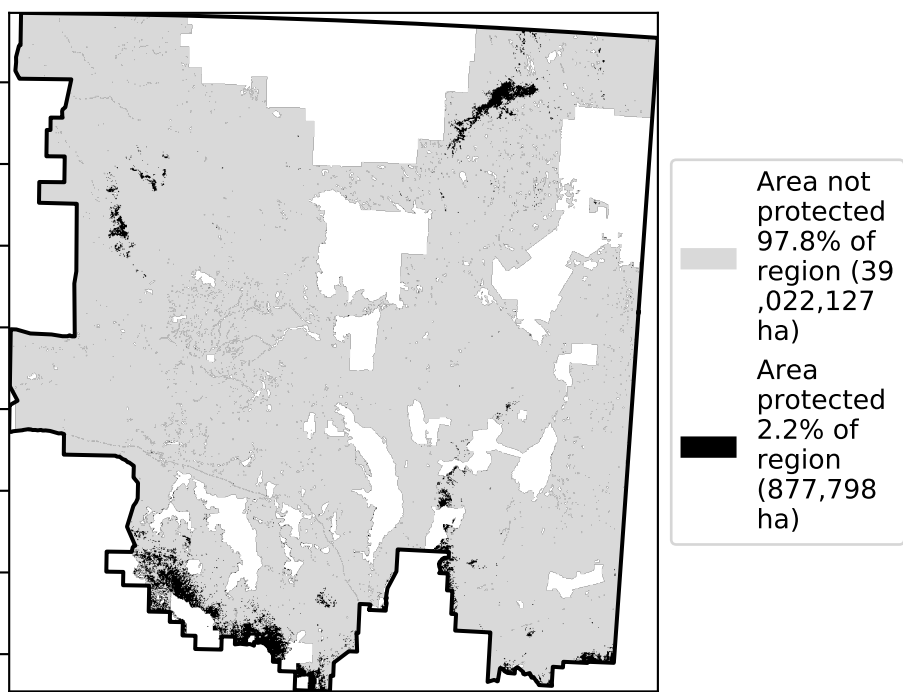 Area not
protected
97.8% of
region (39
,022,127
ha)
Area
protected
2.2% of
region
(877,798
ha)